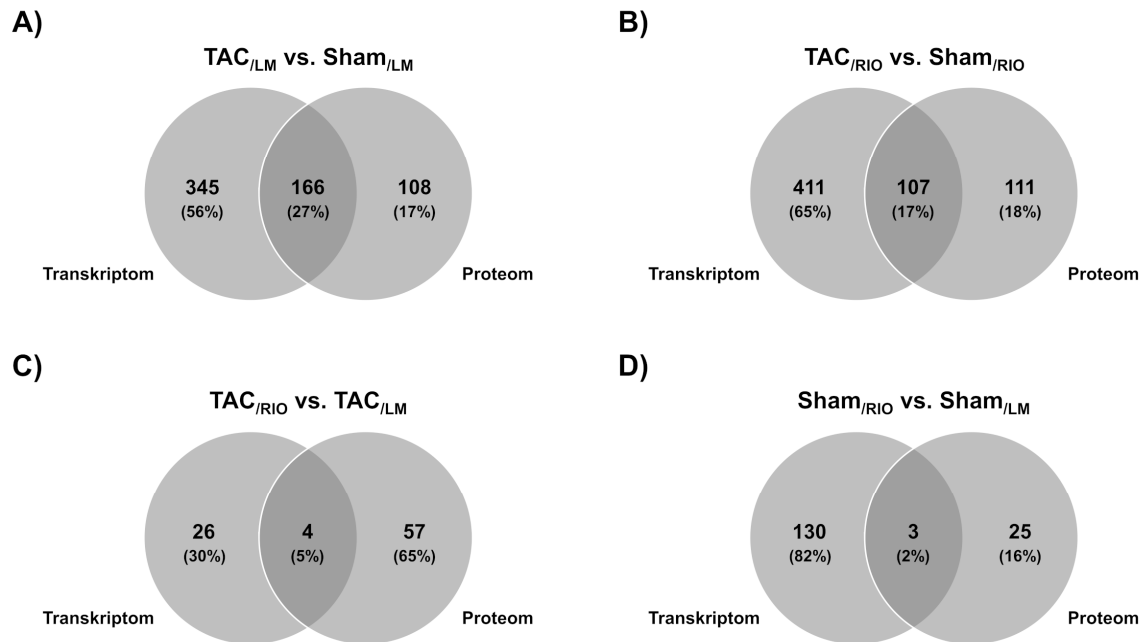 A)
TAC/LM vs. Sham/LM
345
(56%)
166
(27%)
108
(17%)
Transkriptom
Proteom
B)
TAC/RIO vs. Sham/RIO
411
(65%)
107
(17%)
111
(18%)
Transkriptom
Proteom
C)
TAC/RIO vs. TAC/LM
26
(30%)
4
(5%)
57
(65%)
Transkriptom
Proteom
D)
Sham/RIO vs. Sham/LM
130
(82%)
3
(2%)
25
(16%)
Transkriptom
Proteom